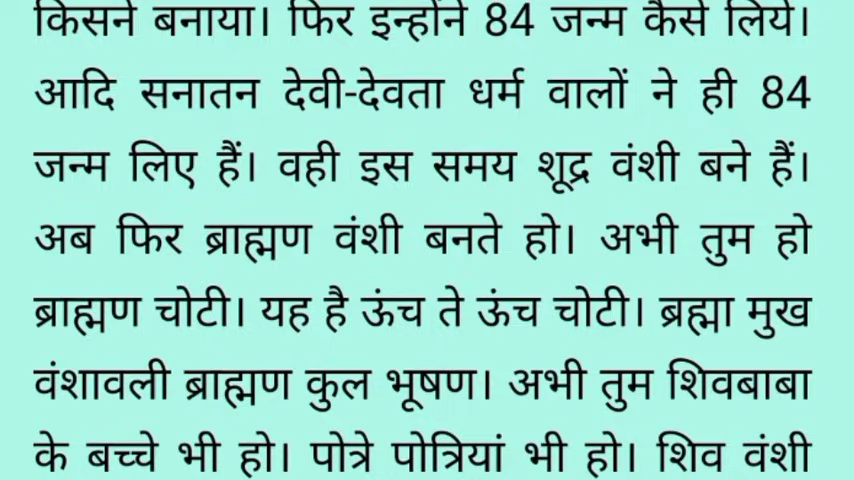 किसने बनाया। फिर इन्होंने 84 जन्म कैसे लिये।
आदि सनातन देवी-देवता धर्म वालों ने ही 84
जन्म लिए हैं। वही इस समय शूद्र वंशी बने हैं।
अब फिर ब्राह्मण वंशी बनते हो। अभी तुम हो
ब्राह्मण चोटी। यह है ऊंच ते ऊंच चोटी। ब्रह्मा मुख
वंशावली ब्राह्मण कुल भूषण। अभी तुम शिवबाबा
के बच्चे भी हो। पोत्रे पोत्रियां भी हो। शिव वंशी